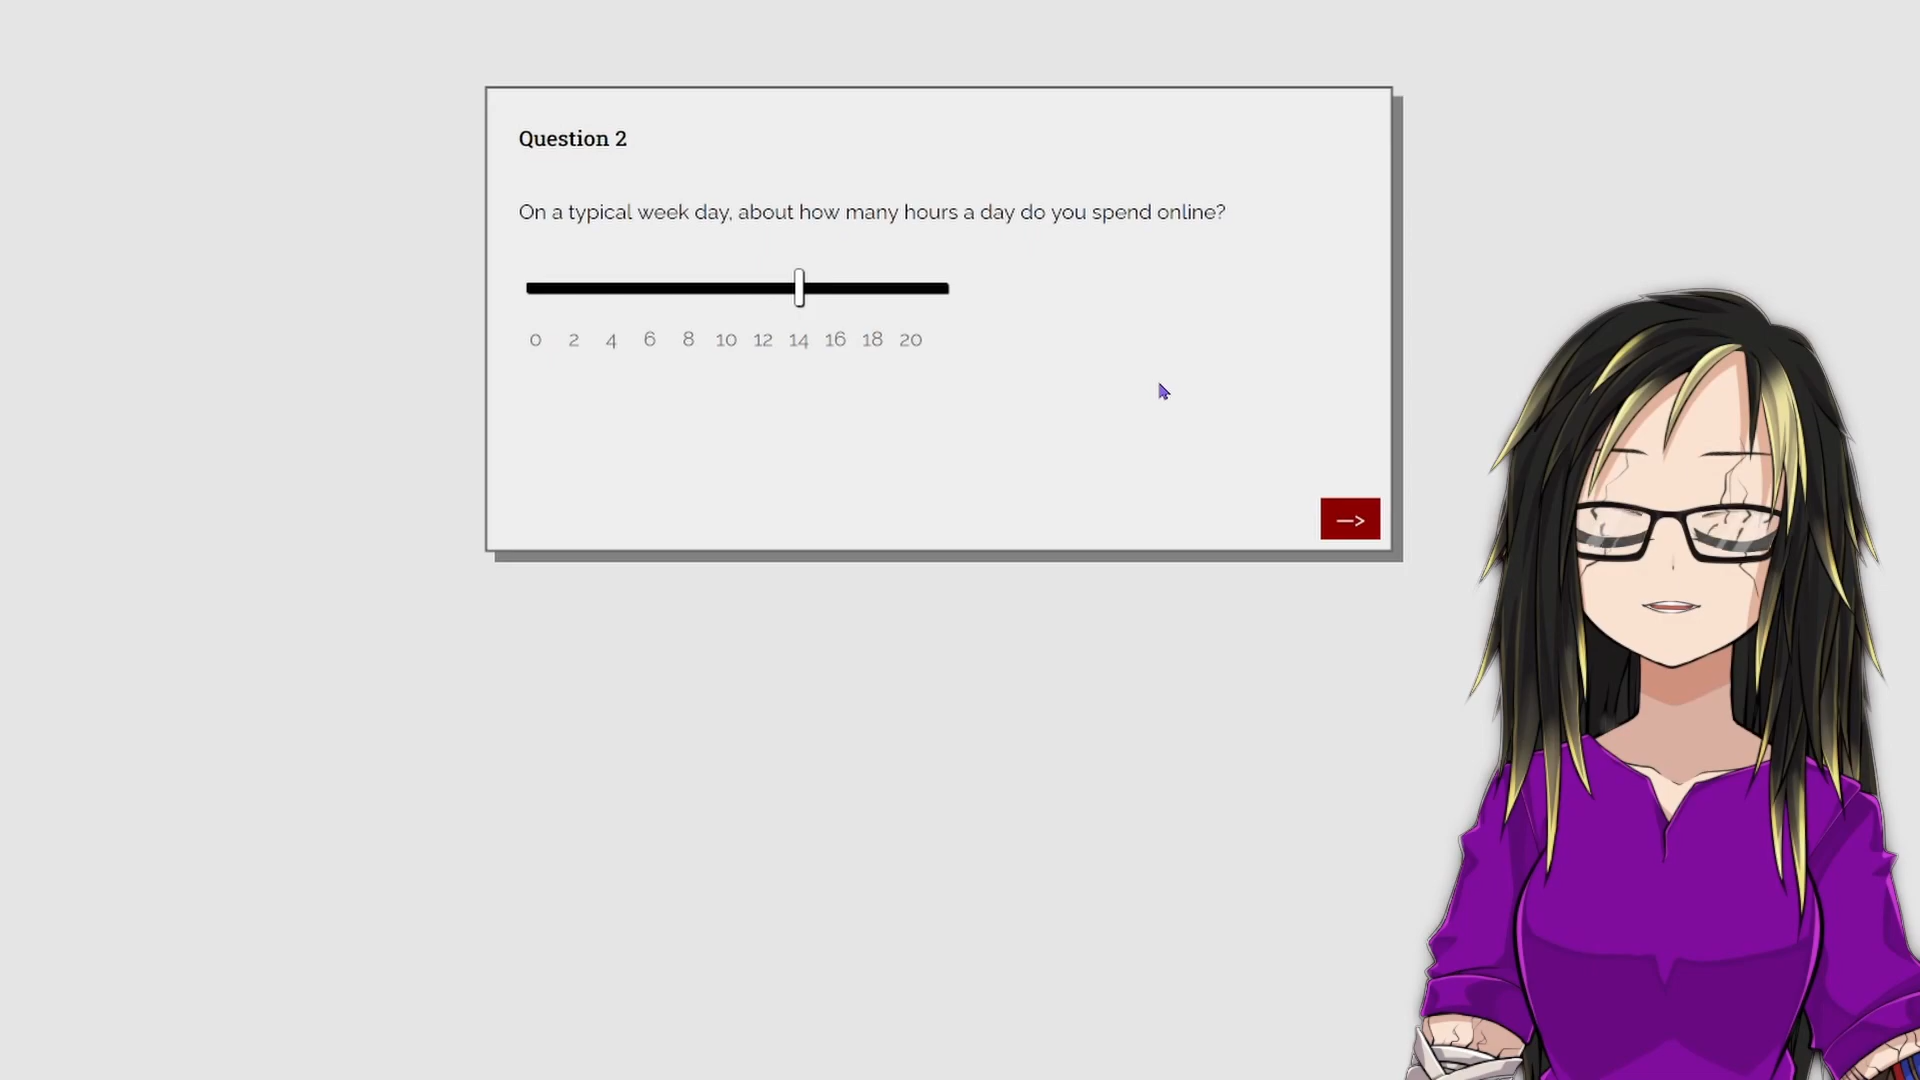 Question 2
On a typical week day, about how many hours a day do you spend online?
0 2 4 6 8 10 12 14 16 18 20
—>